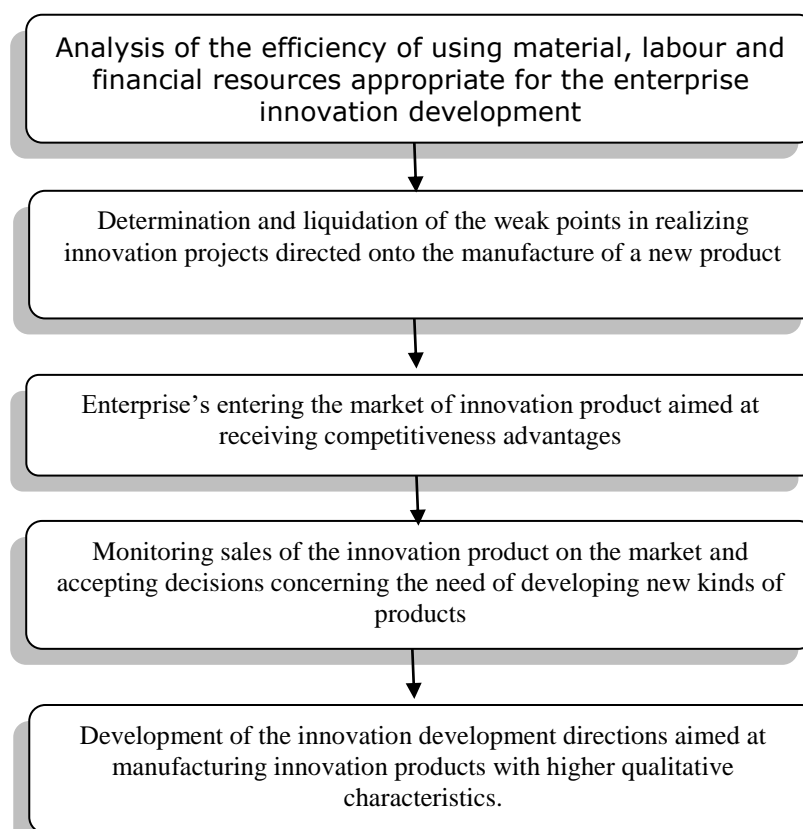 Analysis of the efficiency of using material, labour and
financial resources appropriate for the enterprise
innovation development
Determination and liquidation of the weak points in realizing
innovation projects directed onto the manufacture of a new product
Enterprise's entering the market of innovation product aimed at
receiving competitiveness advantages
Monitoring sales of the innovation product on the market and
accepting decisions concerning the need of developing new kinds of
products
Development of the innovation development directions aimed at
manufacturing innovation products with higher qualitative
characteristics.